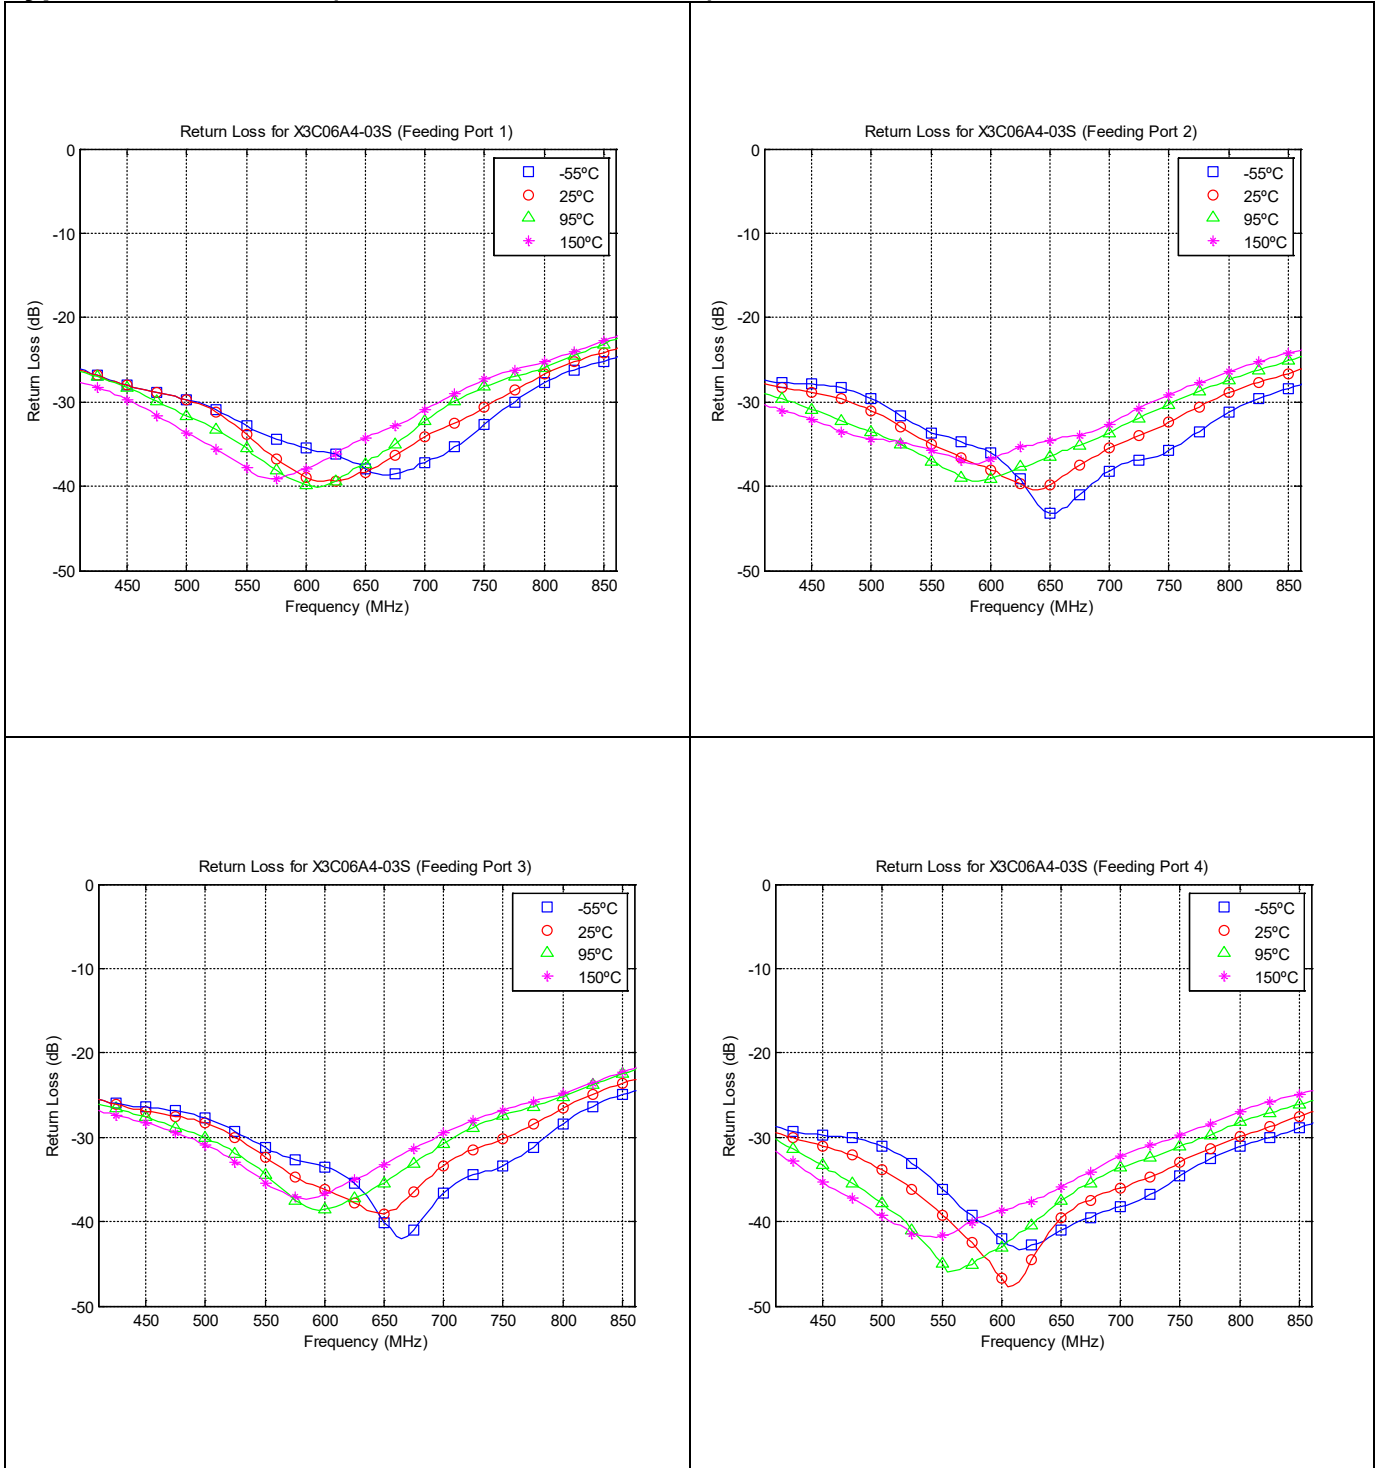 Return Loss for X3C06A4-03S (Feeding Port 1)
0
-10
-20
-30
-40
-50
Return Loss (dB)
-55ºC
25ºC
95ºC
150ºC
450 500 550 600 650 700 750 800 850
Frequency (MHz)
Return Loss for X3C06A4-03S (Feeding Port 2)
0
-10
-20
-30
-40
-50
Return Loss (dB)
-55ºC
25ºC
95ºC
150ºC
450 500 550 600 650 700 750 800 850
Frequency (MHz)
Return Loss for X3C06A4-03S (Feeding Port 3)
0
-10
-20
-30
-40
-50
Return Loss (dB)
-55ºC
25ºC
95ºC
150ºC
450 500 550 600 650 700 750 800 850
Frequency (MHz)
Return Loss for X3C06A4-03S (Feeding Port 4)
0
-10
-20
-30
-40
-50
Return Loss (dB)
-55ºC
25ºC
95ºC
150ºC
450 500 550 600 650 700 750 800 850
Frequency (MHz)